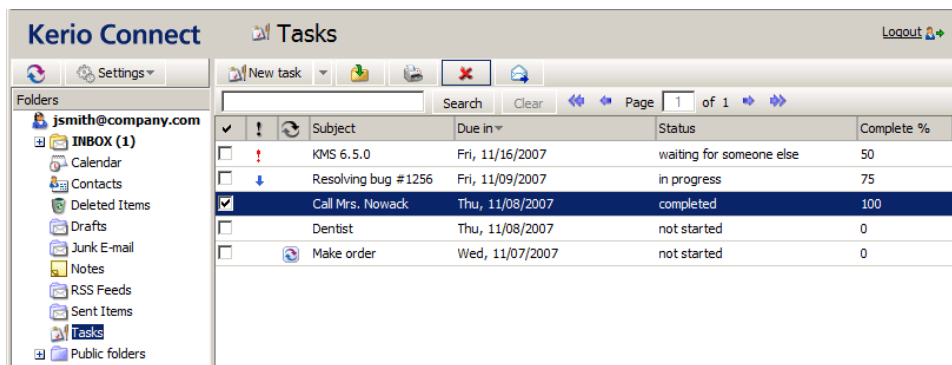 Kerio Connect Tasks Logout
Settings New task
Folders Search Clear Page 1 of 1
jsmith@company.com
! Subject Due in Status Complete %
INBOX (1)
! KMS 6.5.0 Fri, 11/16/2007 waiting for someone else 50
Calendar
Resolving bug #1256 Fri, 11/09/2007 in progress 75
Contacts
Call Mrs. Nowack Thu, 11/08/2007 completed 100
Deleted Items
Drafts
Dentist Thu, 11/08/2007 not started 0
Junk E-mail
Make order Wed, 11/07/2007 not started 0
Notes
RSS Feeds
Sent Items
Tasks
Public folders